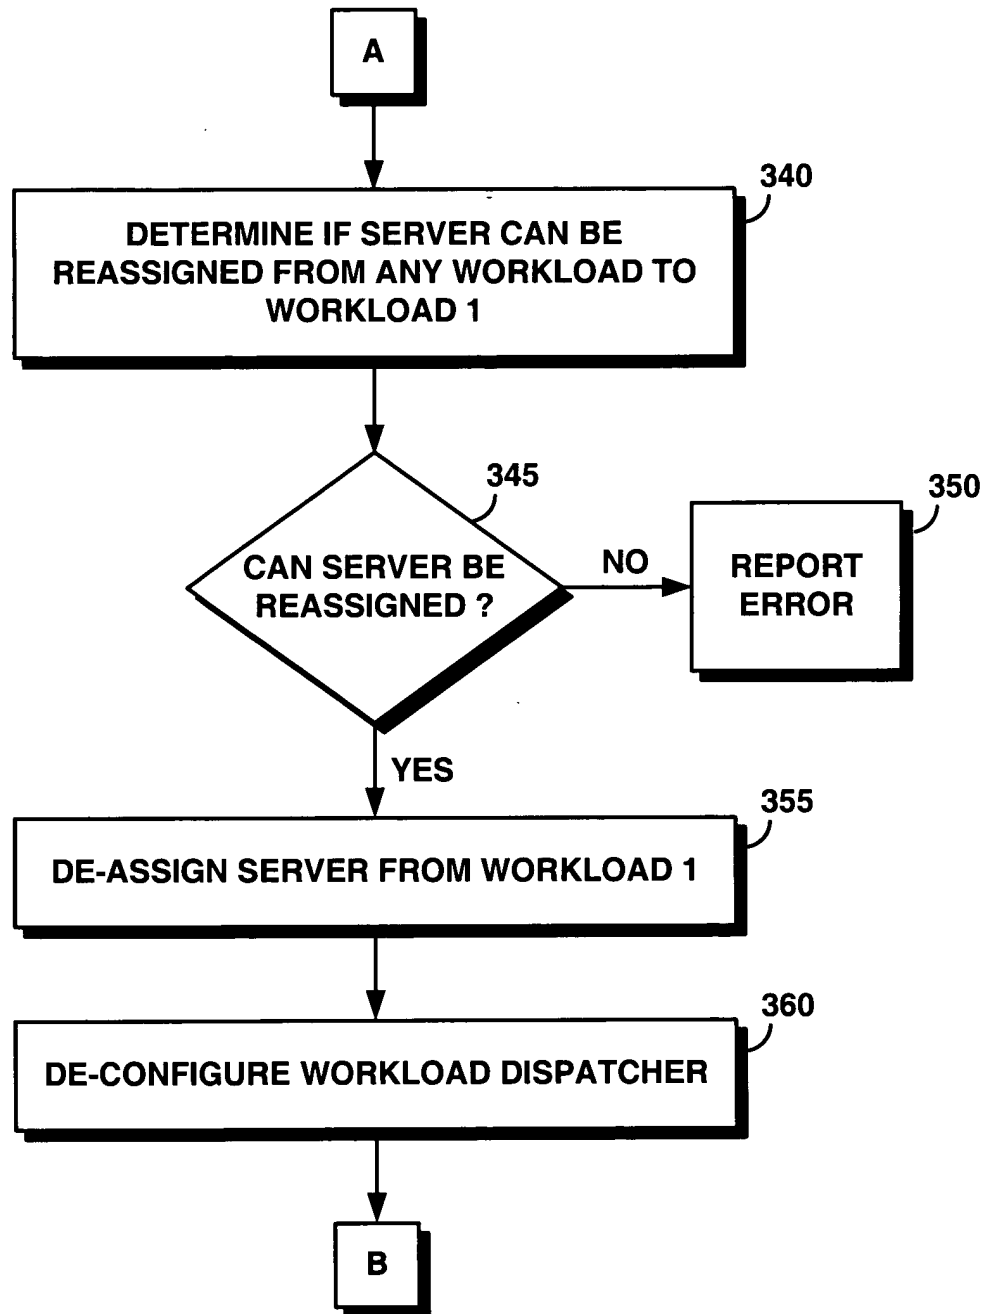 A
340
DETERMINE IF SERVER CAN BE
REASSIGNED FROM ANY WORKLOAD TO
WORKLOAD 1
345
350
CAN SERVER BE
REASSIGNED ?
NO
REPORT
ERROR
YES
355
DE-ASSIGN SERVER FROM WORKLOAD 1
360
DE-CONFIGURE WORKLOAD DISPATCHER
B